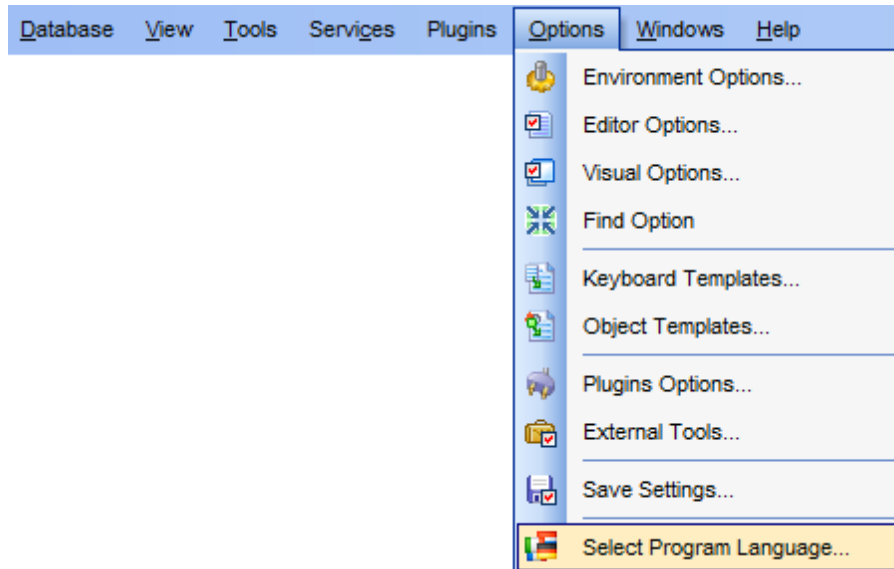 Database View Tools Services Plugins Options Windows Help
Environment Options...
Editor Options...
Visual Options...
Find Option
Keyboard Templates...
Object Templates...
Plugins Options...
External Tools...
Save Settings...
Select Program Language...